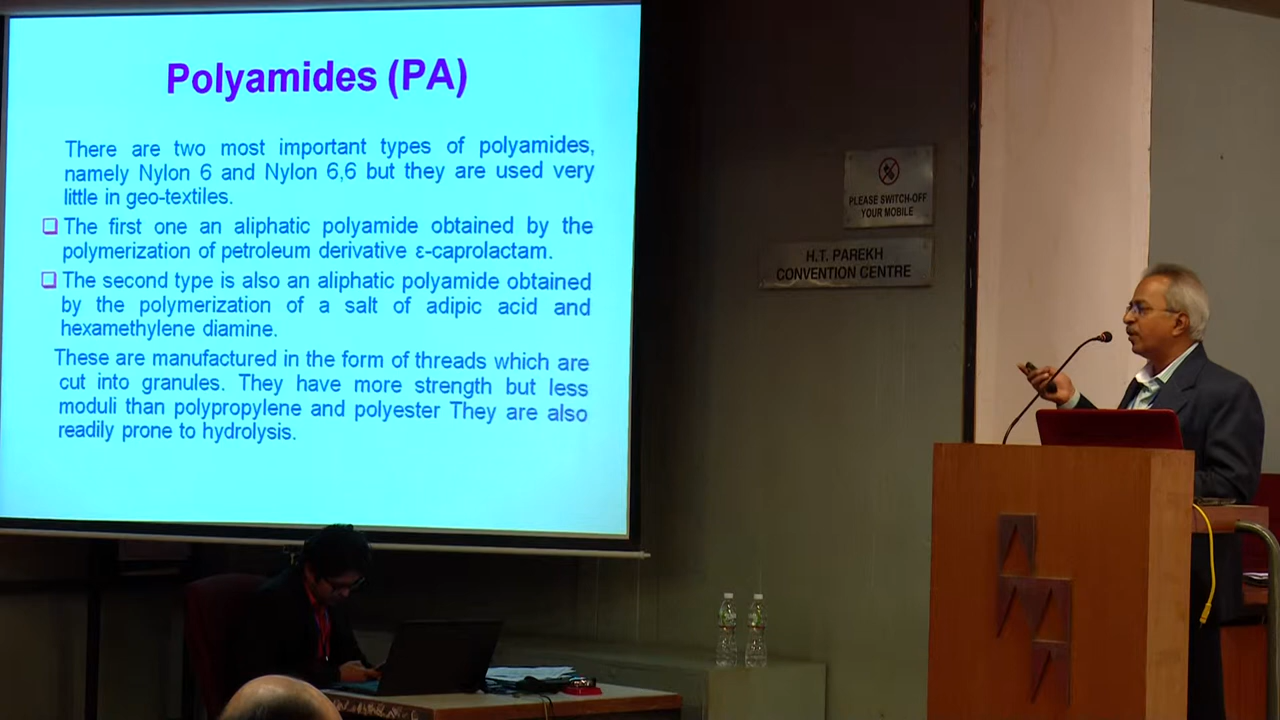 Polyamides (PA)
There are two most important types of polyamides,
namely Nylon 6 and Nylon 6,6 but they are used very
little in geo-textiles.
The first one an aliphatic polyamide obtained by the
polymerization of petroleum derivative ε-caprolactam.
The second type is also an aliphatic polyamide obtained
by the polymerization of a salt of adipic acid and
hexamethylene diamine.
These are manufactured in the form of threads which are
cut into granules. They have more strength but less
moduli than polypropylene and polyester They are also
readily prone to hydrolysis.
PLEASE SWITCH-OFF
YOUR MOBILE
H.T. PAREKH
CONVENTION CENTRE